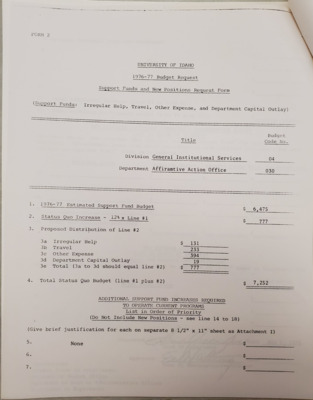 FORM 2
UNIVERSITY OF IDAHO
1976-77 Budget Request
Support Funds and New Positions Request Form
(Support Funds: Irregular Help, Travel, Other Expense, and Department Capital Outlay)
Title Budget Code No.
Division General Institutional Services 04
Department Affirmative Action Office 030
1. Estimated Support Fund Budget $ 6,475
2. Status Quo Increase - 12% x Line #1 $ 777
3. Proposed Distribution of Line #2
3a Irregular Help $ 131
3b Travel 233
3c Other Expense 394
3d Department Capital Outlay 19
3e Total (3a to 3d should equal line #2) $ 777
4. Total Status Quo Budget (line #1 plus #2) $ 7,252
ADDITIONAL SUPPORT FUND INCREASES REQUIRED
TO OPERATE CURRENT PROGRAMS
List in Order of Priority
(Do Not Include New Positions - see line 14 to 18)
(Give brief justification for each on separate 8 1/2" x 11" sheet as Attachment 1)
5. None $
6. $
7. $